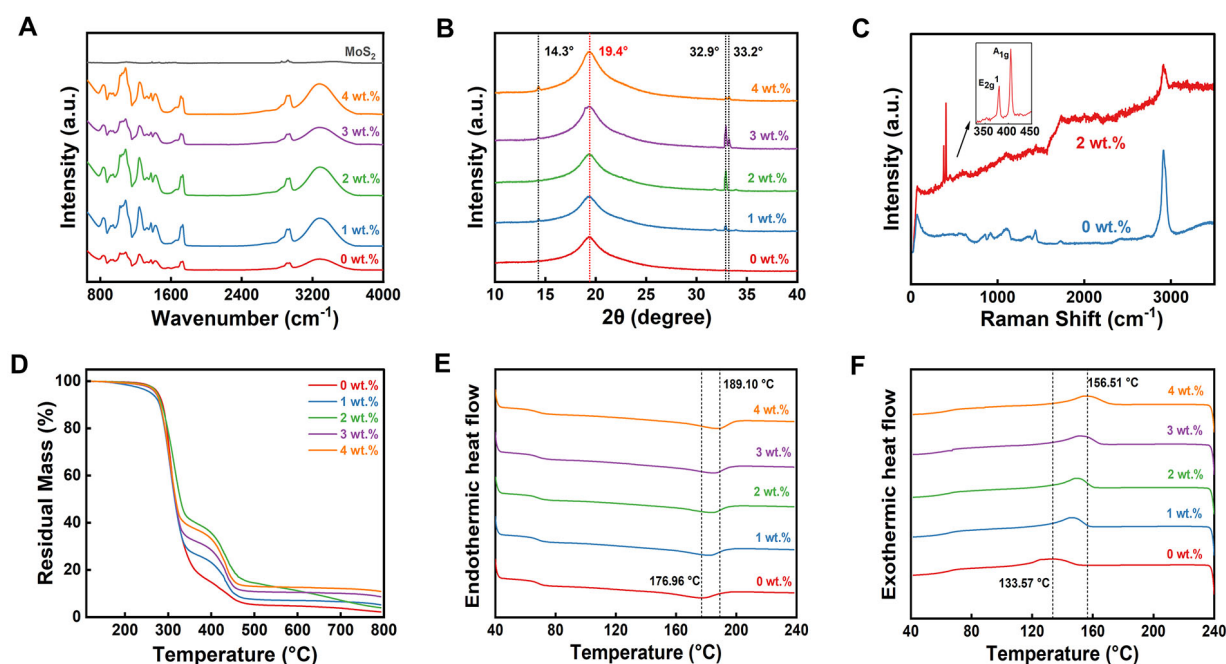 A
MoS2
4 wt.%
3 wt.%
2 wt.%
1 wt.%
0 wt.%
800 1600 2400 3200 4000
Wavenumber (cm-1)
Intensity (a.u.)
B
14.3° 19.4° 32.9° 33.2°
4 wt.%
3 wt.%
2 wt.%
1 wt.%
0 wt.%
10 15 20 25 30 35 40
2θ (degree)
Intensity (a.u.)
C
A1g
E2g1
350 400 450
2 wt.%
0 wt.%
0 1000 2000 3000
Raman Shift (cm-1)
Intensity (a.u.)
D
100
80
60
40
20
0
0 wt.%
1 wt.%
2 wt.%
3 wt.%
4 wt.%
200 300 400 500 600 700 800
Temperature (°C)
Residual Mass (%)
E
189.10 °C
4 wt.%
3 wt.%
2 wt.%
1 wt.%
176.96 °C 0 wt.%
40 80 120 160 200 240
Temperature (°C)
Endothermic heat flow
F
156.51 °C
4 wt.%
3 wt.%
2 wt.%
1 wt.%
0 wt.%
133.57 °C
40 80 120 160 200 240
Temperature (°C)
Exothermic heat flow